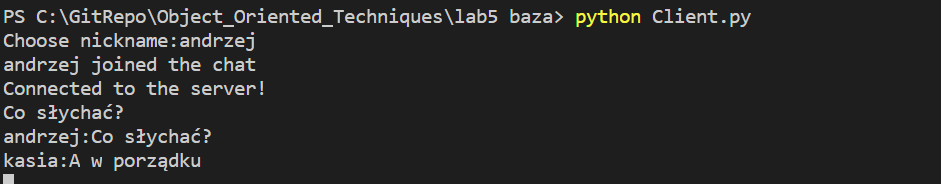 PS C:\GitRepo\Object_Oriented_Techniques\lab5 baza> python Client.py
Choose nickname:andrzej
andrzej joined the chat
Connected to the server!
Co słychać?
andrzej:Co słychać?
kasia:A w porządku